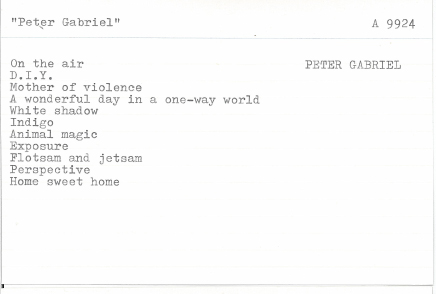 "Peter Gabriel" A 9924
On the air PETER GABRIEL
D.I.Y.
Mother of violence
A wonderful day in a one-way world
White shadow
Indigo
Animal magic
Exposure
Flotsam and jetsam
Perspective
Home sweet home